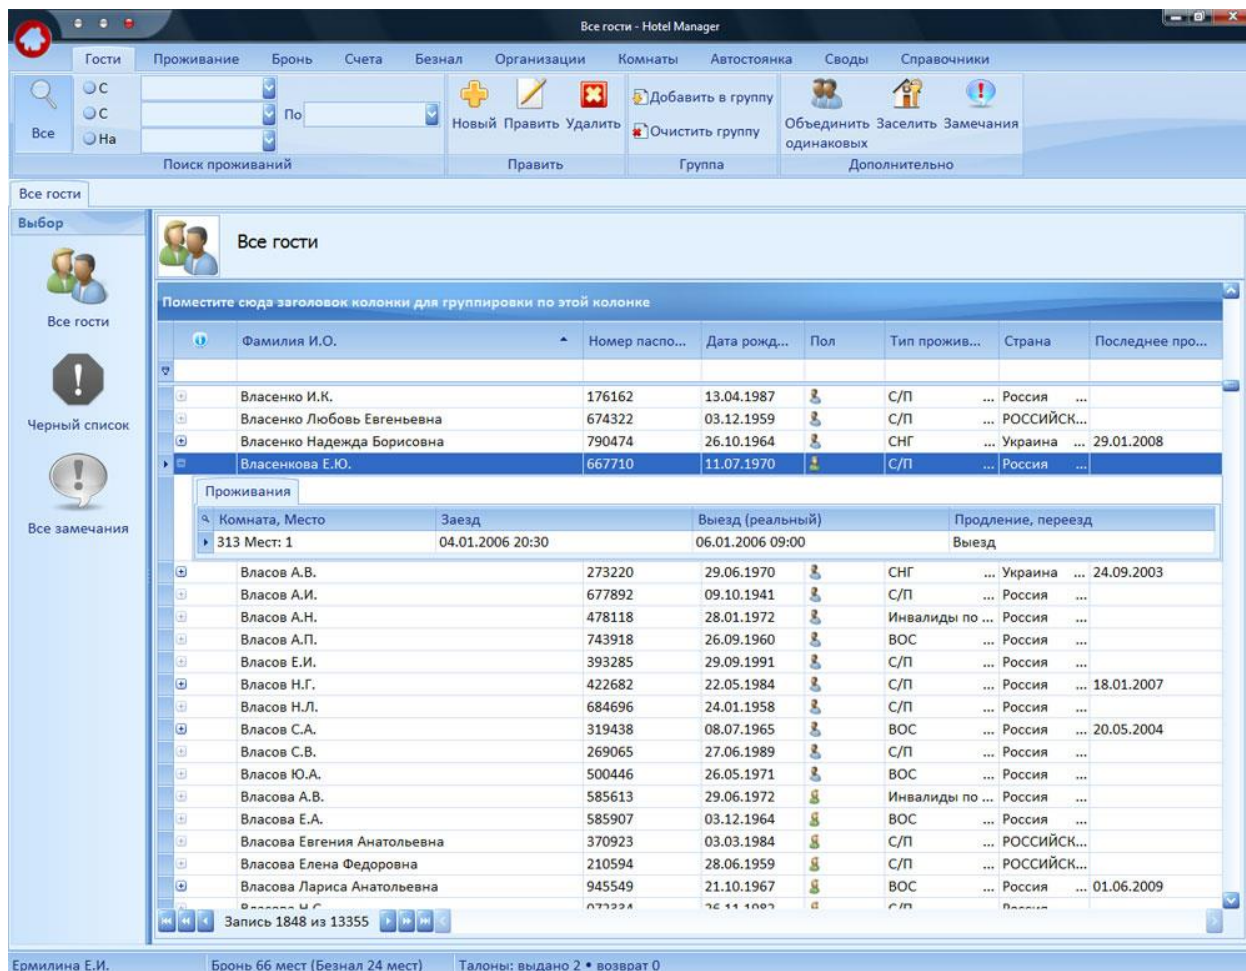 Все гости - Hotel Manager
Гости Проживание Бронь Счета Безнал Организации Комнаты Автостоянка Своды Справочники
Все
С
С По
На
Поиск проживаний
Новый Править Удалить
Править
Добавить в группу
Очистить группу
Группа
Объединить одинаковых Заселить Замечания
Дополнительно
Все гости
Выбор
Все гости
Черный список
Все замечания
Все гости
Поместите сюда заголовок колонки для группировки по этой колонке
Фамилия И.О. Номер паспо... Дата рожд... Пол Тип прожив... Страна Последнее про...
Власенко И.К. 176162 13.04.1987 С/П ... Россия ...
Власенко Любовь Евгеньевна 674322 03.12.1959 С/П ... РОССИЙСК...
Власенко Надежда Борисовна 790474 26.10.1964 СНГ ... Украина ... 29.01.2008
Власенкова Е.Ю. 667710 11.07.1970 С/П ... Россия ...
Проживания
Комната, Место Заезд Выезд (реальный) Продление, переезд
313 Мест: 1 04.01.2006 20:30 06.01.2006 09:00 Выезд
Власов А.В. 273220 29.06.1970 СНГ ... Украина ... 24.09.2003
Власов А.И. 677892 09.10.1941 С/П ... Россия ...
Власов А.Н. 478118 28.01.1972 Инвалиды по ... Россия ...
Власов А.П. 743918 26.09.1960 ВОС ... Россия ...
Власов Е.И. 393285 29.09.1991 С/П ... Россия ...
Власов Н.Г. 422682 22.05.1984 С/П ... Россия ... 18.01.2007
Власов Н.Л. 684696 24.01.1958 С/П ... Россия ...
Власов С.А. 319438 08.07.1965 ВОС ... Россия ... 20.05.2004
Власов С.В. 269065 27.06.1989 С/П ... Россия ...
Власов Ю.А. 500446 26.05.1971 ВОС ... Россия ...
Власова А.В. 585613 29.06.1972 Инвалиды по ... Россия ...
Власова Е.А. 585907 03.12.1964 ВОС ... Россия ...
Власова Евгения Анатольевна 370923 03.03.1984 С/П ... РОССИЙСК...
Власова Елена Федоровна 210594 28.06.1959 С/П ... РОССИЙСК...
Власова Лариса Анатольевна 945549 21.10.1967 ВОС ... Россия ... 01.06.2009
Запись 1848 из 13355
Ермилина Е.И. Бронь 66 мест (Безнал 24 мест) Талоны: выдано 2 • возврат 0